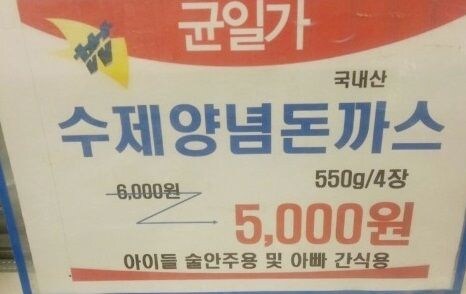 ₩
균일가
국내산
수제양념돈까스
550g/4장
6,000원
5,000원
아이들 술안주용 및 아빠 간식용